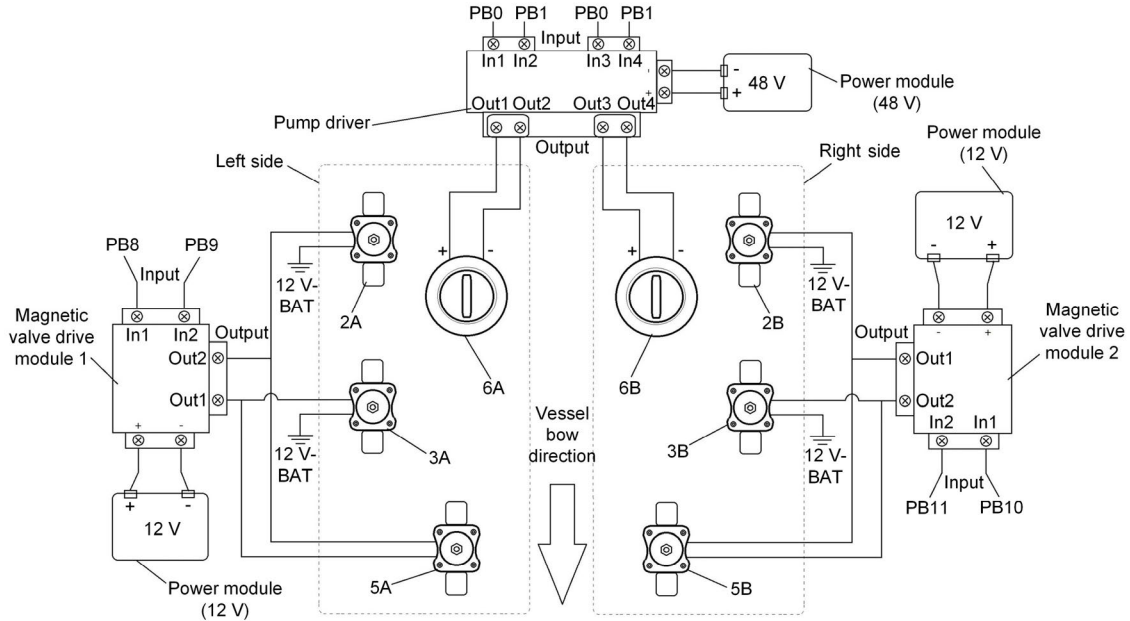 PB0 PB1 PB0 PB1
Input
In1 In2 In3 In4
- +
Out1 Out2 Out3 Out4
Output
Pump driver
- +
48 V
Power module
(48 V)
Left side
Right side
Power module
(12 V)
12 V
- +
PB8 PB9
Input
Magnetic
valve drive
module 1
In1 In2
Output
Out2
Out1
+ -
+ -
12 V
Power module
(12 V)
12 V-
BAT
2A
12 V-
BAT
3A
5A
+ -
6A
+ -
6B
Vessel
bow
direction
2B
12 V-
BAT
3B
12 V-
BAT
5B
Magnetic
valve drive
module 2
- +
Output
Out1
Out2
In2 In1
Input
PB11 PB10